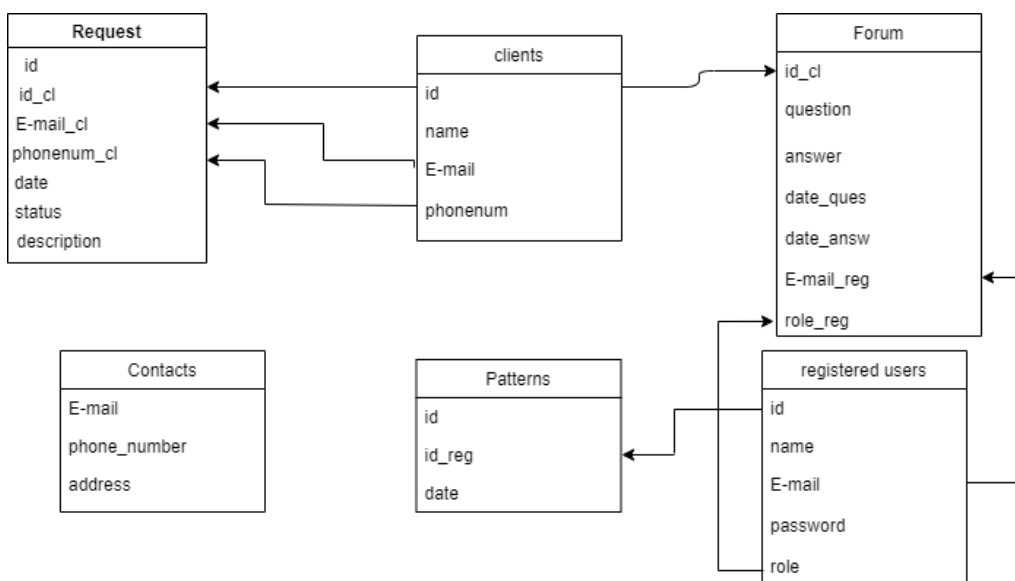 Request
id
id_cl
E-mail_cl
phonenum_cl
date
status
description
clients
id
name
E-mail
phonenum
Forum
id_cl
question
answer
date_ques
date_answ
E-mail_reg
role_reg
Contacts
E-mail
phone_number
address
Patterns
id
id_reg
date
registered users
id
name
E-mail
password
role